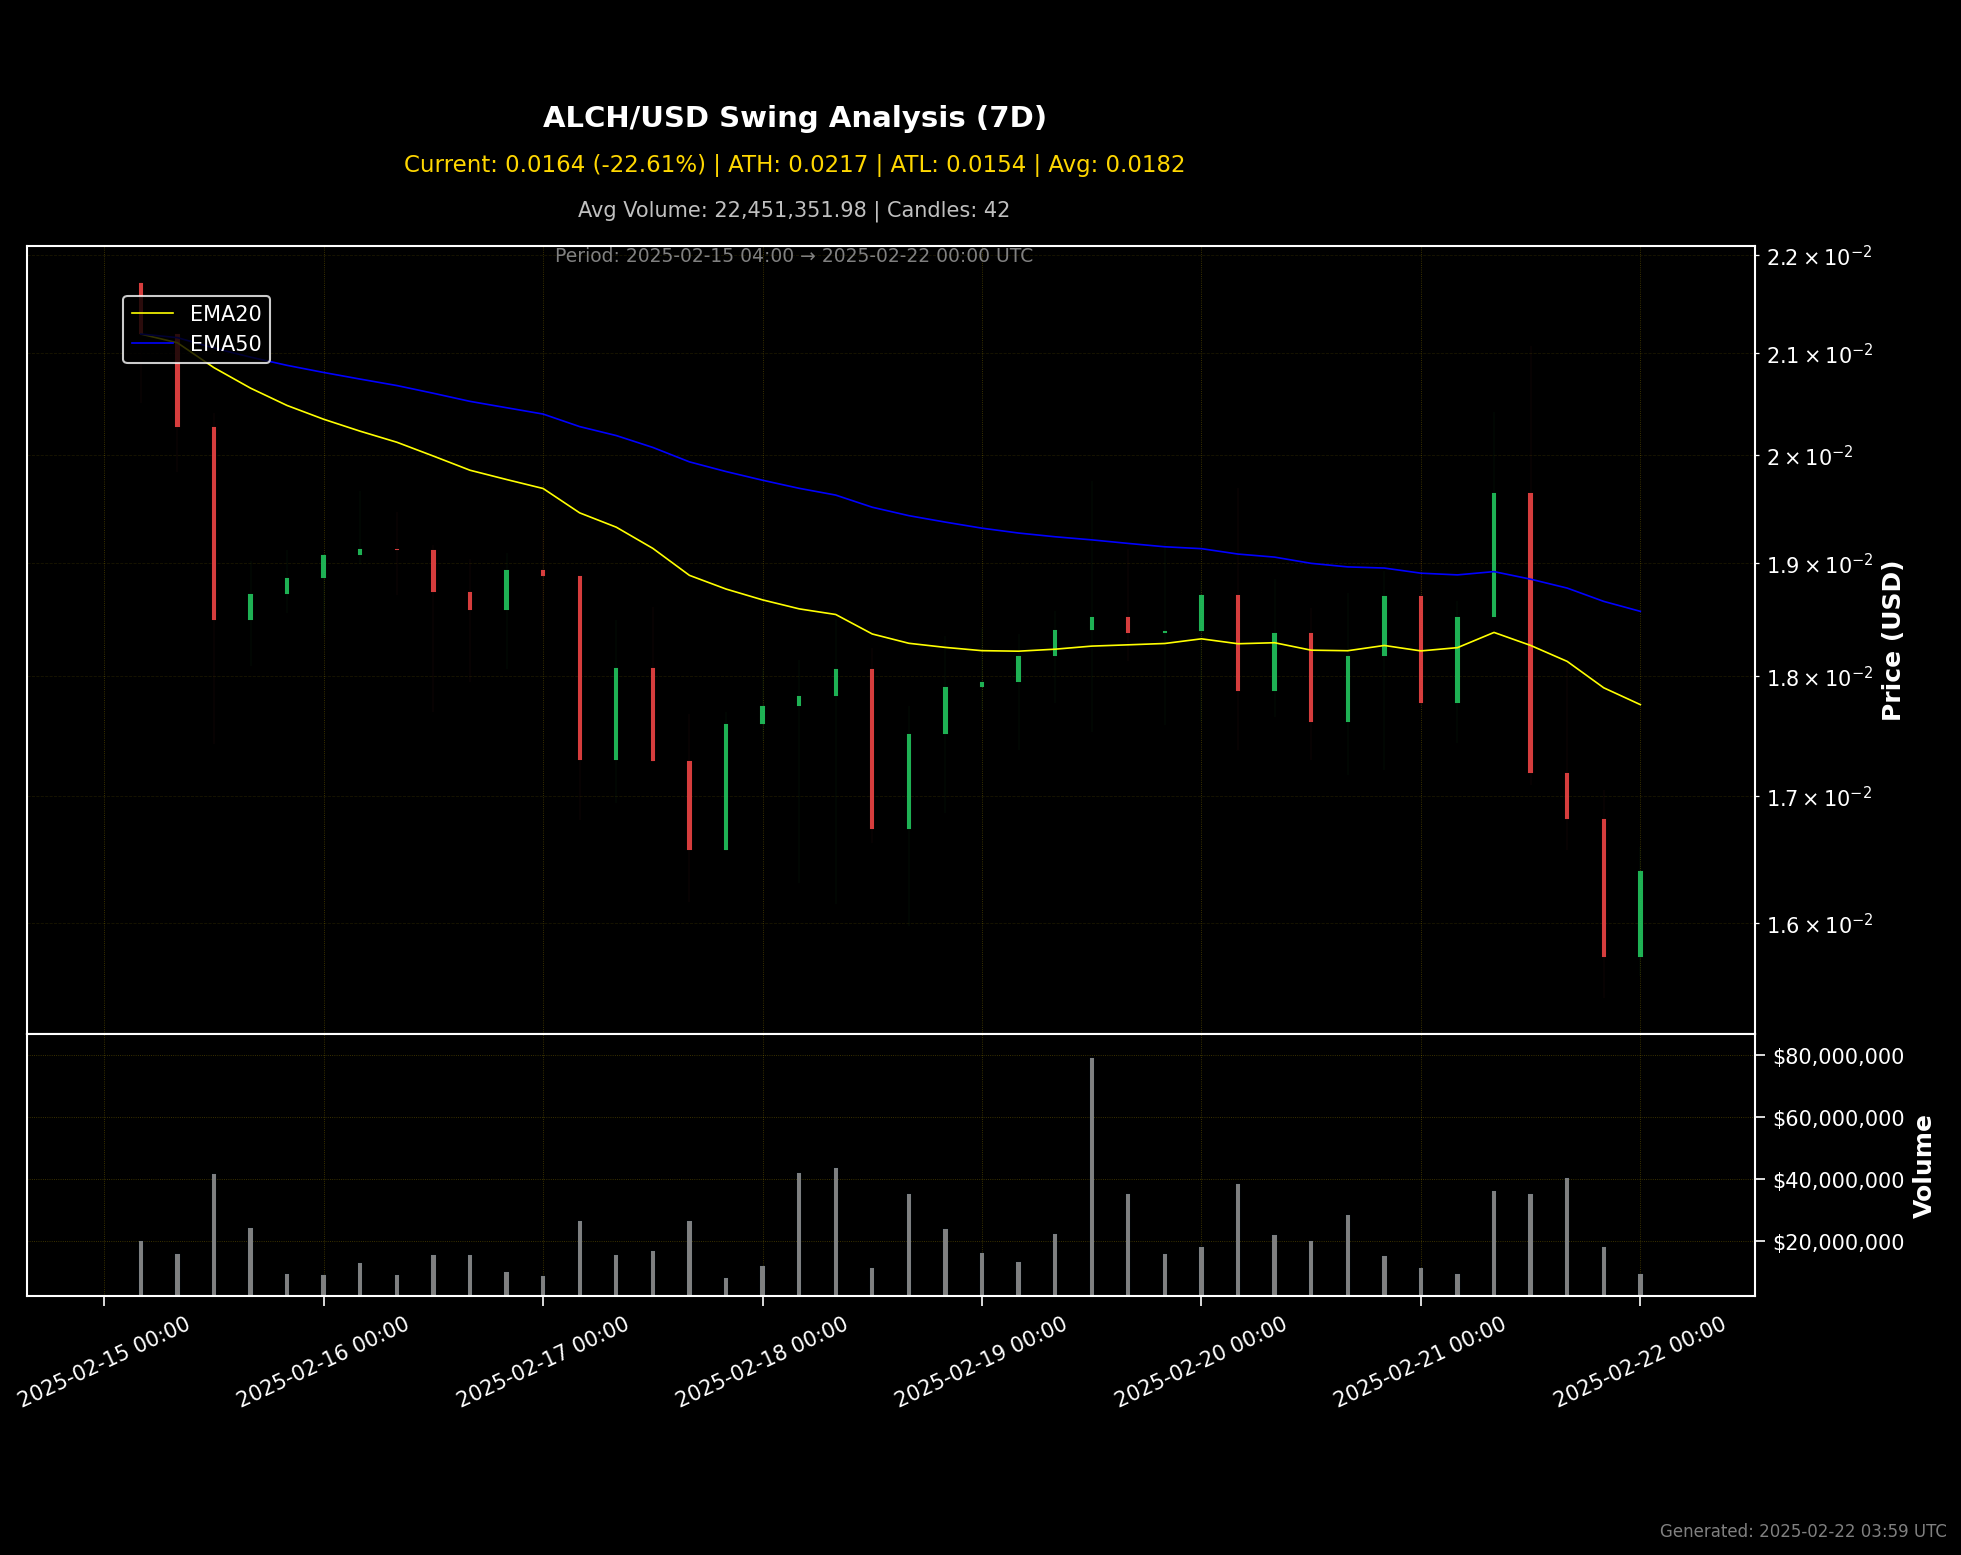 ALCH/USD Swing Analysis (7D)
Current: 0.0164 (-22.61%) | ATH: 0.0217 | ATL: 0.0154 | Avg: 0.0182
Avg Volume: 22,451,351.98 | Candles: 42
Period: 2025-02-15 04:00 → 2025-02-22 00:00 UTC
EMA20
EMA50
2.2 × 10⁻²
2.1 × 10⁻²
2 × 10⁻²
1.9 × 10⁻²
1.8 × 10⁻²
1.7 × 10⁻²
1.6 × 10⁻²
Price (USD)
$80,000,000
$60,000,000
$40,000,000
$20,000,000
Volume
2025-02-15 00:00
2025-02-16 00:00
2025-02-17 00:00
2025-02-18 00:00
2025-02-19 00:00
2025-02-20 00:00
2025-02-21 00:00
2025-02-22 00:00
Generated: 2025-02-22 03:59 UTC